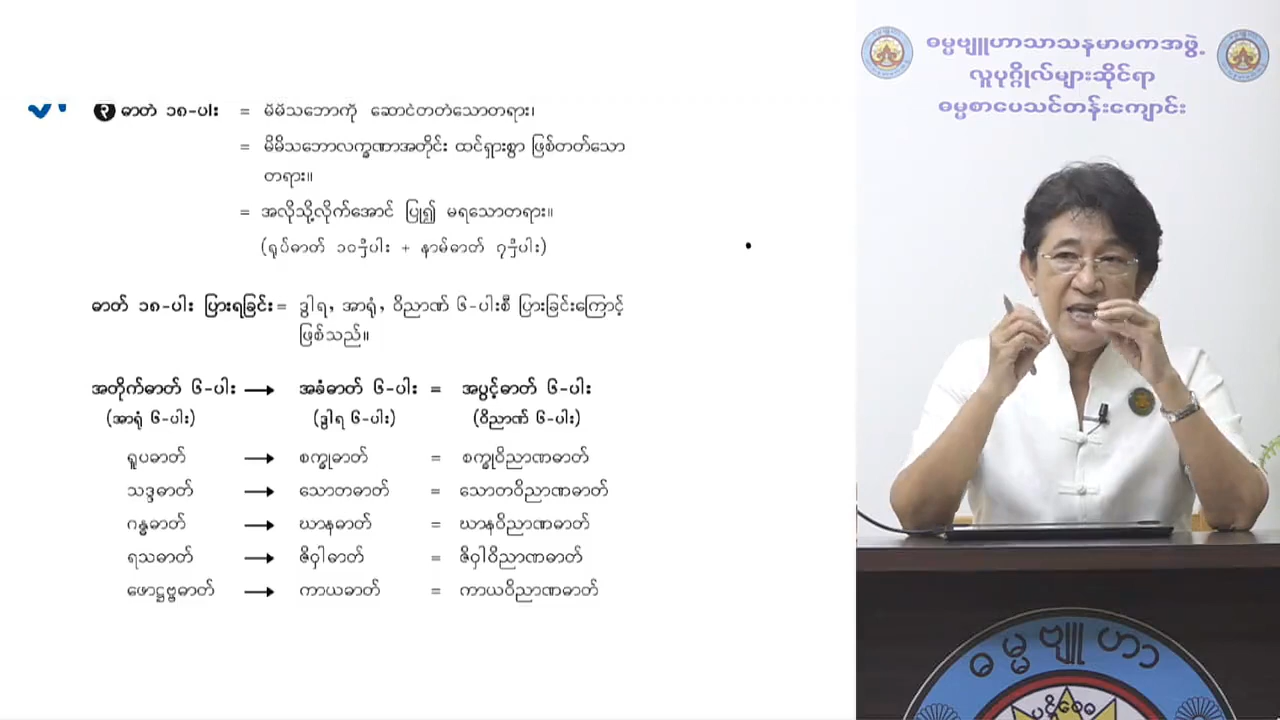 ၃ ဓာတ် ၁၈-ပါး = မိမိသဘောကို ဆောင်တတ်သောတရား၊
= မိမိသဘောလက္ခဏာအတိုင်း ထင်ရှားစွာ ဖြစ်တတ်သော
တရား။
= အလိုသို့လိုက်အောင် ပြု၍ မရသောတရား။
(ရုပ်ဓာတ် ၁၀ပါး + နာမ်ဓာတ် ၇ပါး)
ဓာတ် ၁၈-ပါး ပြားရခြင်း = ဒွါရ, အာရုံ, ဝိညာဏ် ၆-ပါးစီ ပြားခြင်းကြောင့်
ဖြစ်သည်။
အတိုက်ဓာတ် ၆-ပါး → အခံဓာတ် ၆-ပါး = အပွင့်ဓာတ် ၆-ပါး
(အာရုံ ၆-ပါး) (ဒွါရ ၆-ပါး) (ဝိညာဏ် ၆-ပါး)
ရူပဓာတ် → စက္ခုဓာတ် = စက္ခုဝိညာဏဓာတ်
သဒ္ဒဓာတ် → သောတဓာတ် = သောတဝိညာဏဓာတ်
ဂန္ဓဓာတ် → ဃာနဓာတ် = ဃာနဝိညာဏဓာတ်
ရသဓာတ် → ဇိဝှါဓာတ် = ဇိဝှါဝိညာဏဓာတ်
ဖောဋ္ဌဗ္ဗဓာတ် → ကာယဓာတ် = ကာယဝိညာဏဓာတ်
ဓမ္မဗျူဟာသာသနမာမကအဖွဲ့
လူပုဂ္ဂိုလ်များဆိုင်ရာ
ဓမ္မစာပေသင်တန်းကျောင်း
ဓမ္မဗျူဟာ